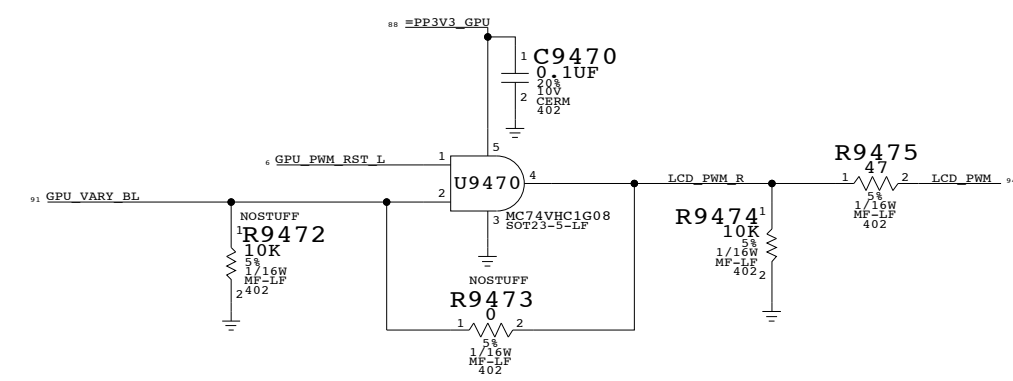 88 =PP3V3_GPU
1 C9470
0.1UF
20%
10V
2 CERM
402
5
6 GPU_PWM_RST_L 1
U9470 4 LCD_PWM_R
91 GPU_VARY_BL 2
3 MC74VHC1G08
SOT23-5-LF
R9475
47
1 2 LCD_PWM
5%
1/16W
MF-LF
402
NOSTUFF
1 R9472
10K
5%
1/16W
MF-LF
2 402
R9474 1
10K
5%
1/16W
MF-LF
402 2
NOSTUFF
R9473
0
1 2
5%
1/16W
MF-LF
402